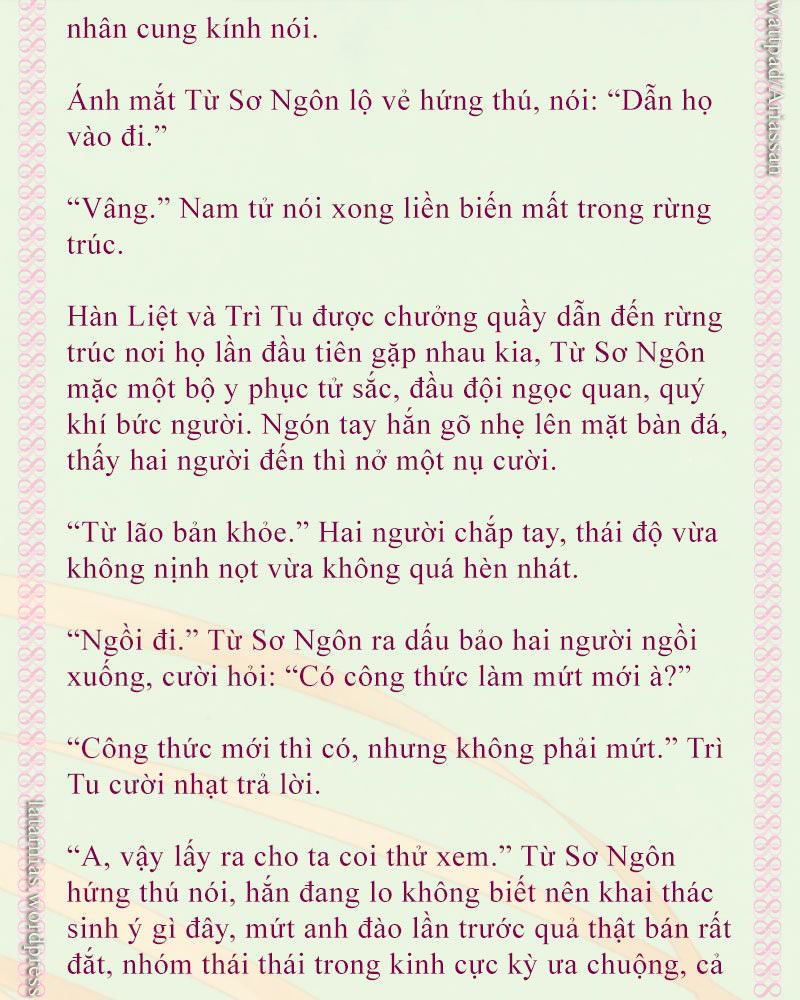 nhân cung kính nói.
Ánh mắt Từ Sơ Ngôn lộ vẻ hứng thú, nói: “Dẫn họ
vào đi.”
“Vâng.” Nam tử nói xong liền biến mất trong rừng
trúc.
Hàn Liệt và Trì Tu được chưởng quầy dẫn đến rừng
trúc nơi họ lần đầu tiên gặp nhau kia, Từ Sơ Ngôn
mặc một bộ y phục tử sắc, đầu đội ngọc quan, quý
khí bức người. Ngón tay hắn gõ nhẹ lên mặt bàn đá,
thấy hai người đến thì nở một nụ cười.
“Từ lão bản khỏe.” Hai người chắp tay, thái độ vừa
không nịnh nọt vừa không quá hèn nhát.
“Ngồi đi.” Từ Sơ Ngôn ra dấu bảo hai người ngồi
xuống, cười hỏi: “Có công thức làm mứt mới à?”
“Công thức mới thì có, nhưng không phải mứt.” Trì
Tu cười nhạt trả lời.
“A, vậy lấy ra cho ta coi thử xem.” Từ Sơ Ngôn
hứng thú nói, hắn đang lo không biết nên khai thác
sinh ý gì đây, mứt anh đào lần trước quả thật bán rất
đắt, nhóm thái thái trong kinh cực kỳ ưa chuộng, cả
wattpad/Ariassan